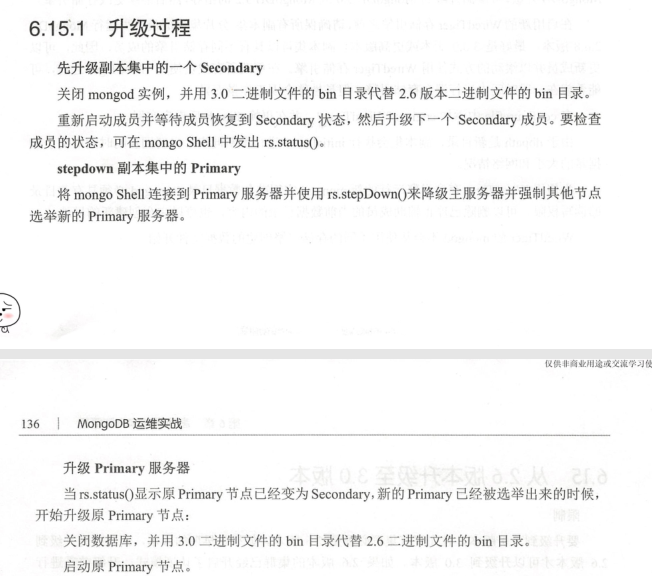 6.15.1 升级过程
先升级副本集中的一个 Secondary
关闭 mongod 实例，并用 3.0 二进制文件的 bin 目录代替 2.6 版本二进制文件的 bin 目录。
重新启动成员并等待成员恢复到 Secondary 状态，然后升级下一个 Secondary 成员。要检查
成员的状态，可在 mongo Shell 中发出 rs.status()。
stepdown 副本集中的 Primary
将 mongo Shell 连接到 Primary 服务器并使用 rs.stepDown()来降级主服务器并强制其他节点
选举新的 Primary 服务器。
仅供非商业用途或交流学习使
136 | MongoDB 运维实战
升级 Primary 服务器
当 rs.status()显示原 Primary 节点已经变为 Secondary，新的 Primary 已经被选举出来的时候，
开始升级原 Primary 节点：
关闭数据库，并用 3.0 二进制文件的 bin 目录代替 2.6 二进制文件的 bin 目录。
启动原 Primary 节点。